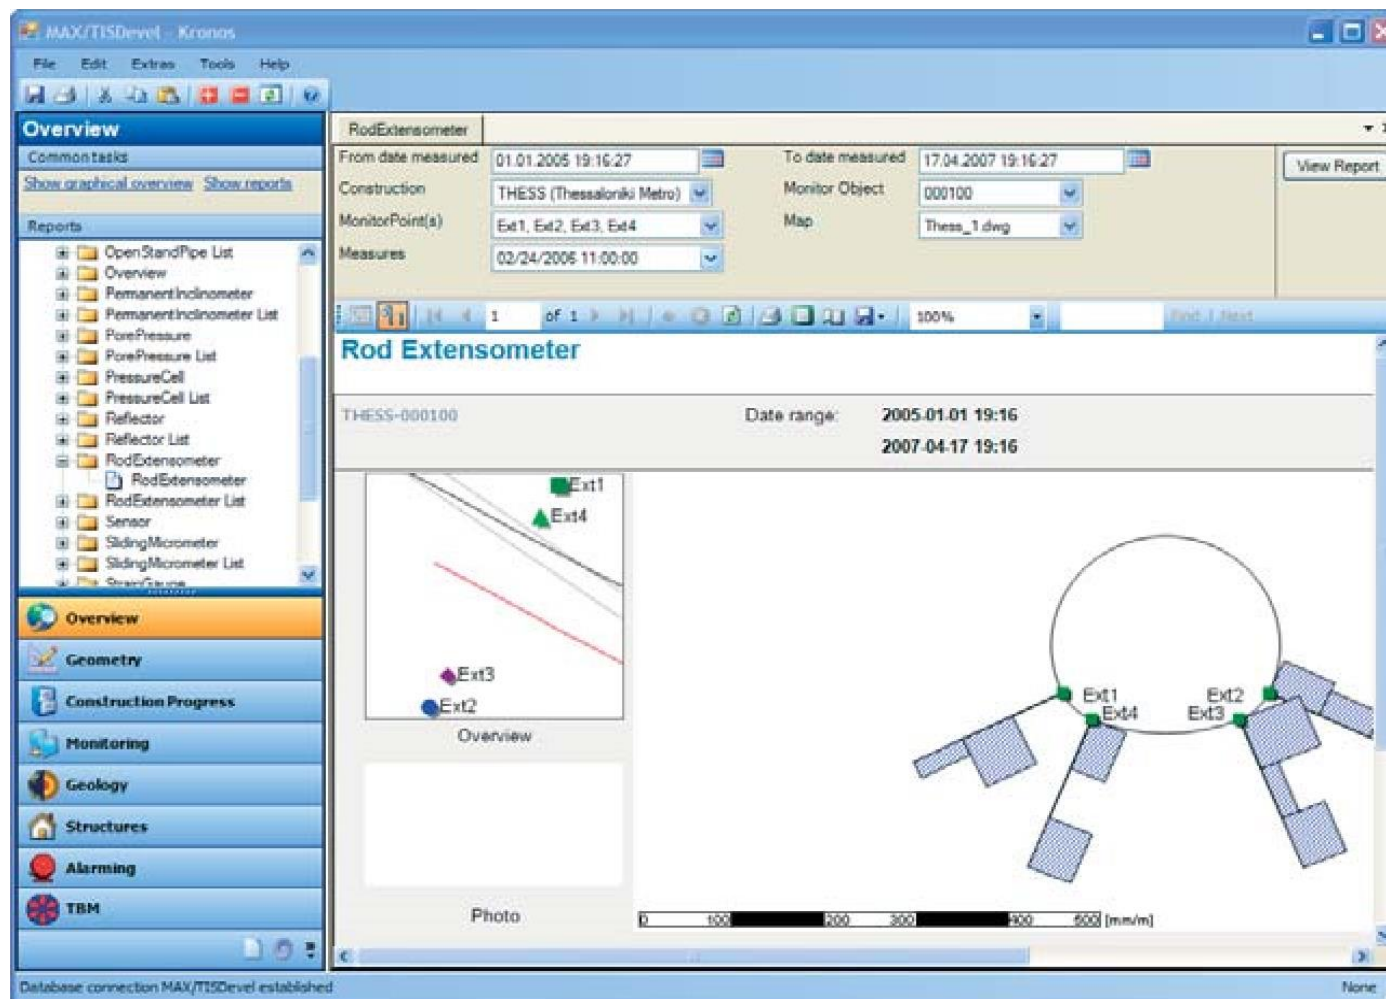 MAX/TISDevel - Kronos
File Edit Extras Tools Help
Overview
Common tasks
Show graphical overview Show reports
Reports
OpenStandPipe List
Overview
PermanentInclinometer
PermanentInclinometer List
PorePressure
PorePressure List
PressureCell
PressureCell List
Reflector
Reflector List
RodExtensometer
RodExtensometer
RodExtensometer List
Sensor
SlidingMicrometer
SlidingMicrometer List
StrainGauge
Overview
Geometry
Construction Progress
Monitoring
Geology
Structures
Alarming
TBM
RodExtensometer
From date measured 01.01.2005 19:16:27 To date measured 17.04.2007 19:16:27 View Report
Construction THESS (Thessaloniki Metro) Monitor Object 000100
MonitorPoint(s) Ext1, Ext2, Ext3, Ext4 Map Thess_1.dwg
Measures 02/24/2006 11:00:00
1 of 1 100% Find | Next
Rod Extensometer
THESS-000100 Date range: 2005-01-01 19:16
2007-04-17 19:16
Ext1
Ext4
Ext3
Ext2
Overview
Photo
Ext1 Ext2
Ext4 Ext3
0 100 200 300 400 500 [mm/m]
Database connection MAX/TISDevel established None